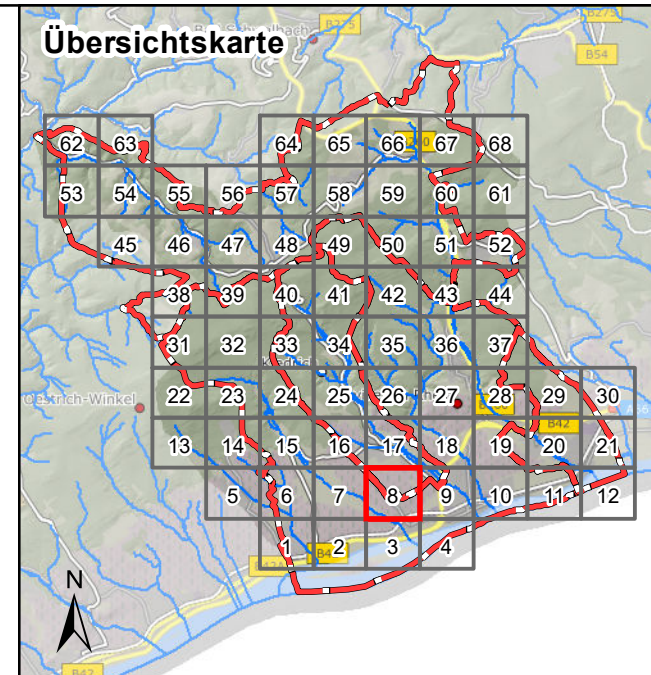 Übersichtskarte
B275
B275
B54
62 63 64 65 66 67 68
53 54 55 56 57 58 59 60 61
45 46 47 48 49 50 51 52
38 39 40 41 42 43 44
31 32 33 34 35 36 37
Oestrich-Winkel
22 23 24 25 26 27 28 29 30
B42
13 14 15 16 17 18 19 20 21
5 6 7 8 9 10 11 12
1 2 3 4
B42A
N
B42